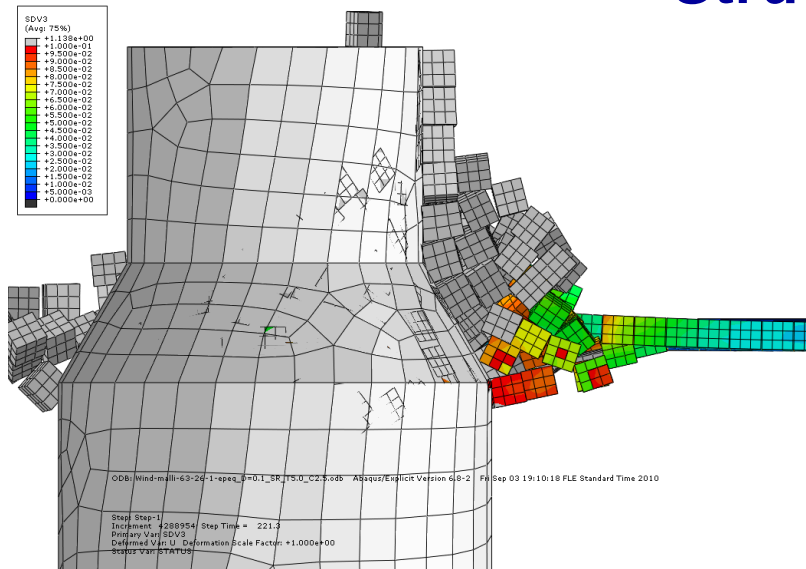 Stru
SDV3
(Avg: 75%)
+1.138e+00
+1.000e-01
+9.500e-02
+9.000e-02
+8.500e-02
+8.000e-02
+7.500e-02
+7.000e-02
+6.500e-02
+6.000e-02
+5.500e-02
+5.000e-02
+4.500e-02
+4.000e-02
+3.500e-02
+3.000e-02
+2.500e-02
+2.000e-02
+1.500e-02
+1.000e-02
+5.000e-03
+0.000e+00
ODB: Wind-malli-63-26-1-epeq_D=0.1_SR_T5.0_C2.5.odb Abaqus/Explicit Version 6.8-2 Fri Sep 03 19:10:18 FLE Standard Time 2010
Step: Step-1
Increment 4288954: Step Time = 221.3
Primary Var: SDV3
Deformed Var: U Deformation Scale Factor: +1.000e+00
Status Var: STATUS